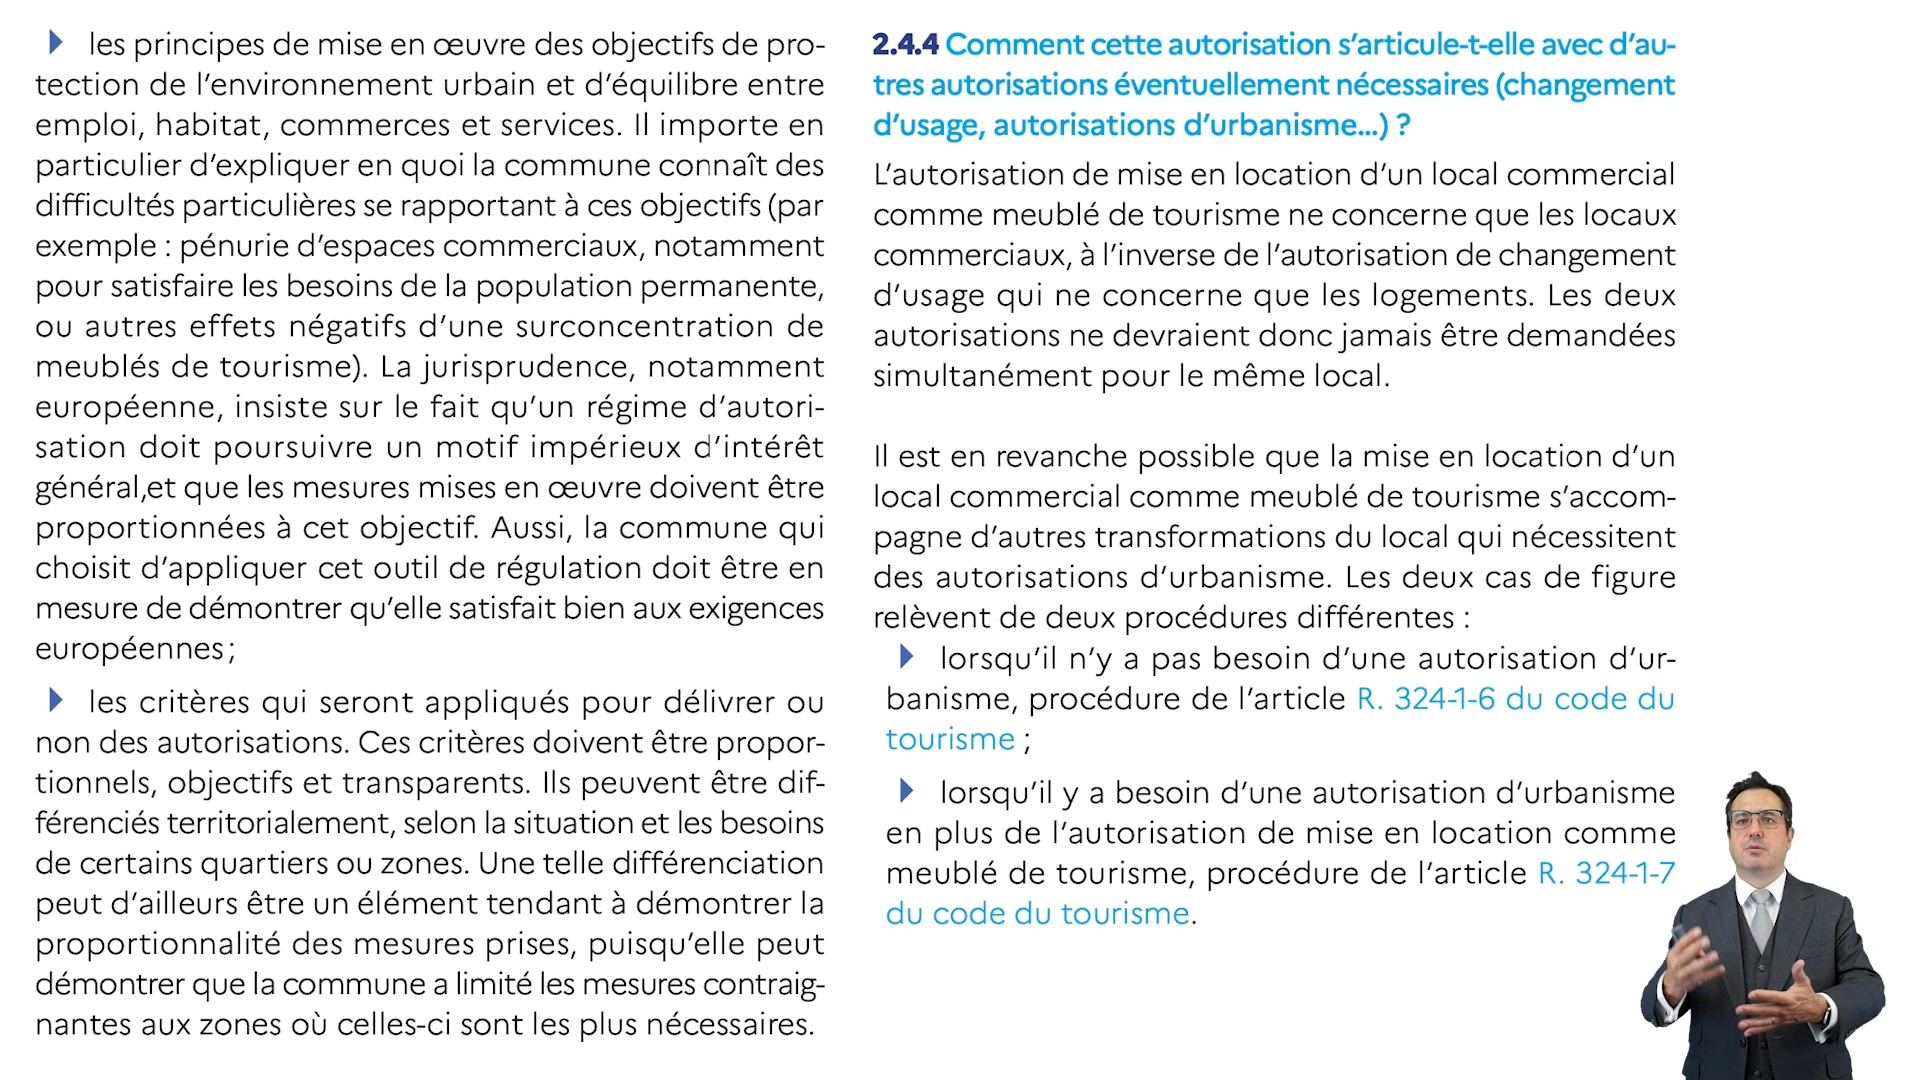 les principes de mise en œuvre des objectifs de pro-
tection de l’environnement urbain et d’équilibre entre
emploi, habitat, commerces et services. Il importe en
particulier d’expliquer en quoi la commune connaît des
difficultés particulières se rapportant à ces objectifs (par
exemple : pénurie d’espaces commerciaux, notamment
pour satisfaire les besoins de la population permanente,
ou autres effets négatifs d’une surconcentration de
meublés de tourisme). La jurisprudence, notamment
européenne, insiste sur le fait qu’un régime d’autori-
sation doit poursuivre un motif impérieux d’intérêt
général,et que les mesures mises en œuvre doivent être
proportionnées à cet objectif. Aussi, la commune qui
choisit d’appliquer cet outil de régulation doit être en
mesure de démontrer qu’elle satisfait bien aux exigences
européennes ;
les critères qui seront appliqués pour délivrer ou
non des autorisations. Ces critères doivent être propor-
tionnels, objectifs et transparents. Ils peuvent être dif-
férenciés territorialement, selon la situation et les besoins
de certains quartiers ou zones. Une telle différenciation
peut d’ailleurs être un élément tendant à démontrer la
proportionnalité des mesures prises, puisqu’elle peut
démontrer que la commune a limité les mesures contraig-
nantes aux zones où celles-ci sont les plus nécessaires.
2.4.4 Comment cette autorisation s’articule-t-elle avec d’au-
tres autorisations éventuellement nécessaires (changement
d’usage, autorisations d’urbanisme...) ?
L’autorisation de mise en location d’un local commercial
comme meublé de tourisme ne concerne que les locaux
commerciaux, à l’inverse de l’autorisation de changement
d’usage qui ne concerne que les logements. Les deux
autorisations ne devraient donc jamais être demandées
simultanément pour le même local.
Il est en revanche possible que la mise en location d’un
local commercial comme meublé de tourisme s’accom-
pagne d’autres transformations du local qui nécessitent
des autorisations d’urbanisme. Les deux cas de figure
relèvent de deux procédures différentes :
lorsqu’il n’y a pas besoin d’une autorisation d’ur-
banisme, procédure de l’article R. 324-1-6 du code du
tourisme ;
lorsqu’il y a besoin d’une autorisation d’urbanisme
en plus de l’autorisation de mise en location comme
meublé de tourisme, procédure de l’article R. 324-1-7
du code du tourisme.